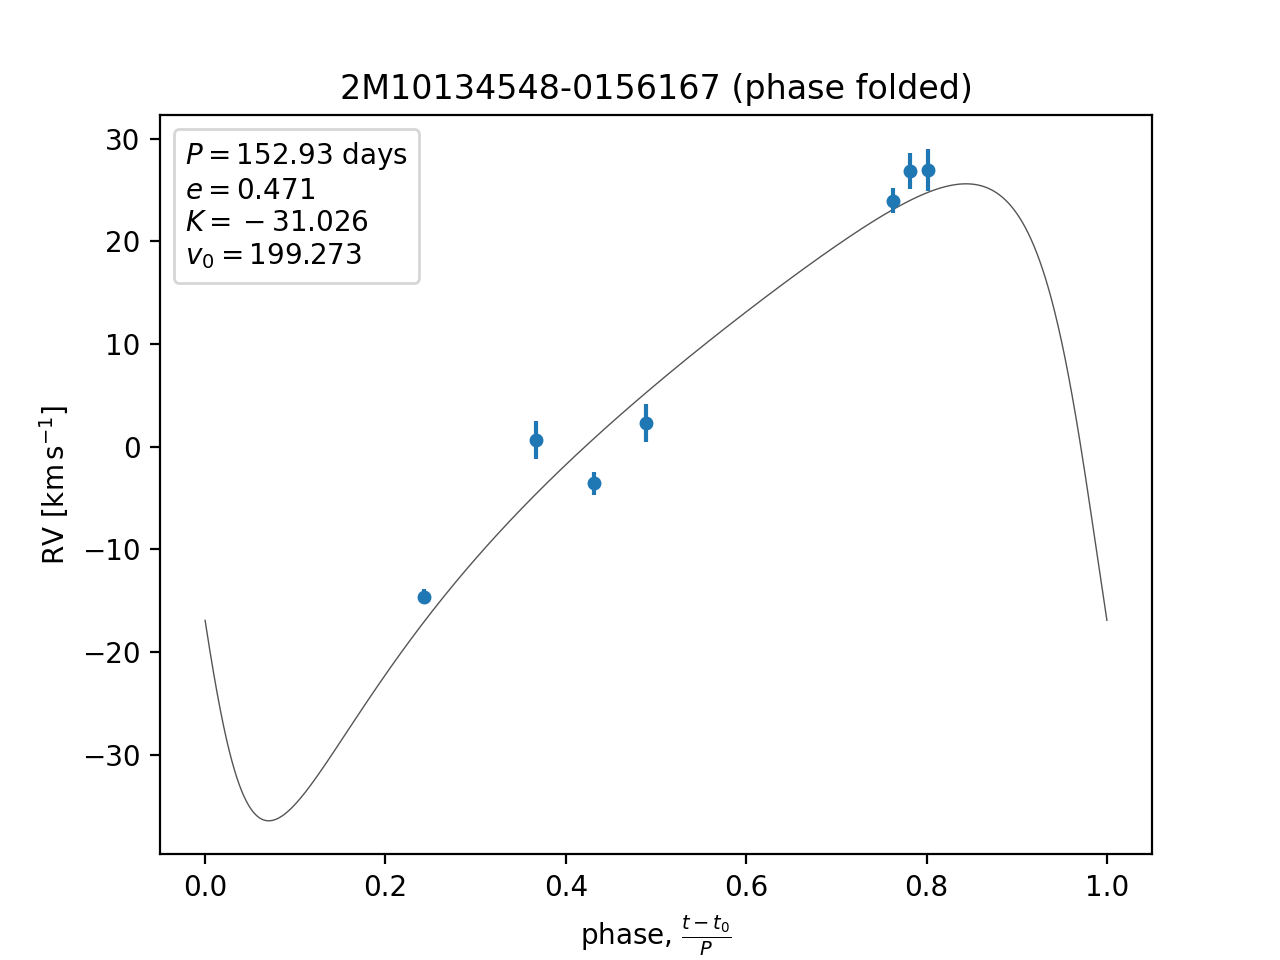 2M10134548-0156167 (phase folded)
P = 152.93 days
e = 0.471
K = −31.026
v₀ = 199.273
30
20
10
0
−10
−20
−30
RV [km s⁻¹]
0.0 0.2 0.4 0.6 0.8 1.0
phase, (t − t₀)/P